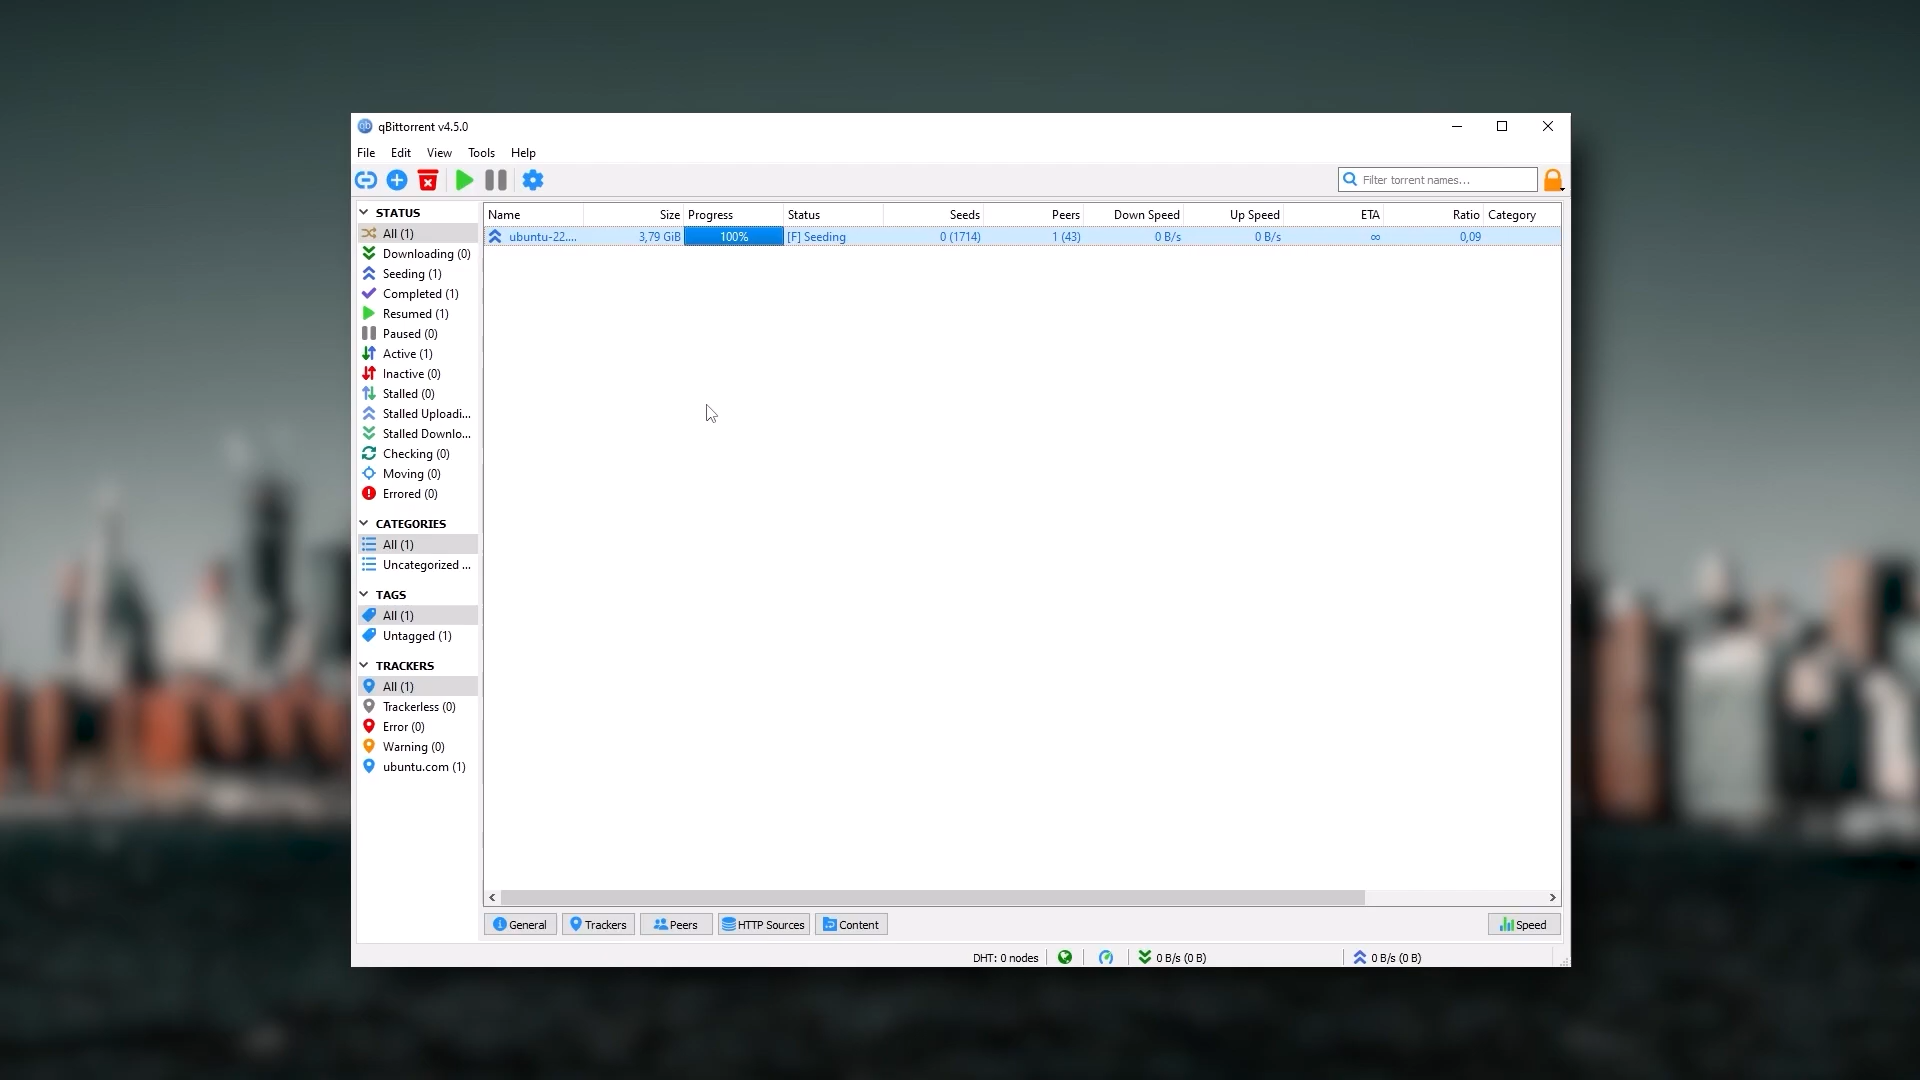 qBittorrent v4.5.0
File Edit View Tools Help
Filter torrent names...
STATUS
All (1)
Downloading (0)
Seeding (1)
Completed (1)
Resumed (1)
Paused (0)
Active (1)
Inactive (0)
Stalled (0)
Stalled Uploadi...
Stalled Downlo...
Checking (0)
Moving (0)
Errored (0)
CATEGORIES
All (1)
Uncategorized ...
TAGS
All (1)
Untagged (1)
TRACKERS
All (1)
Trackerless (0)
Error (0)
Warning (0)
ubuntu.com (1)
Name Size Progress Status Seeds Peers Down Speed Up Speed ETA Ratio Category
ubuntu-22.... 3,79 GiB 100% [F] Seeding 0 (1714) 1 (43) 0 B/s 0 B/s ∞ 0,09
General Trackers Peers HTTP Sources Content Speed
DHT: 0 nodes 0 B/s (0 B) 0 B/s (0 B)